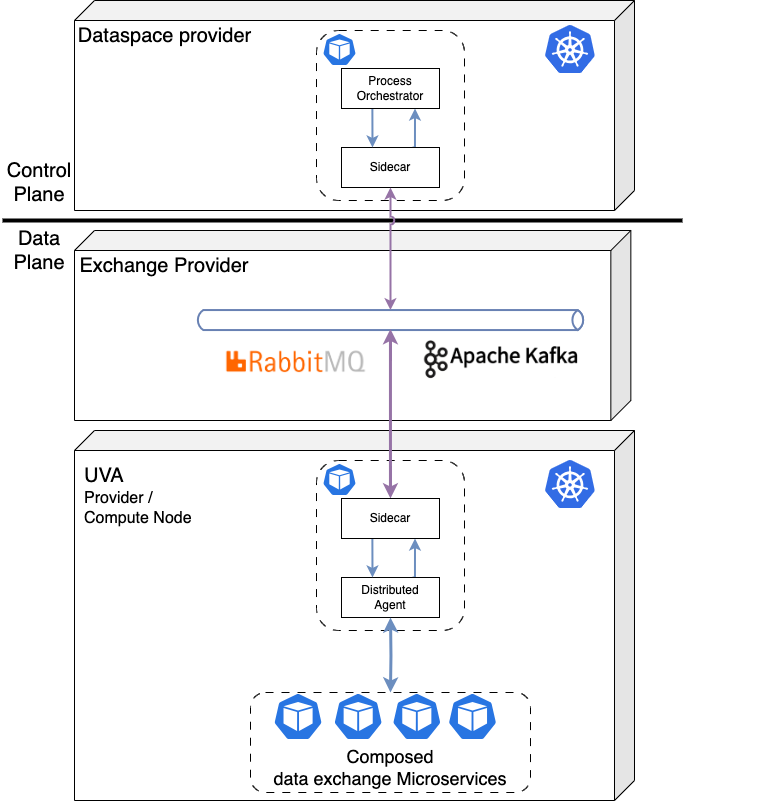 Dataspace provider
Process
Orchestrator
Sidecar
Control
Plane
Data
Plane
Exchange Provider
RabbitMQ
Apache Kafka
UVA
Provider /
Compute Node
Sidecar
Distributed
Agent
Composed
data exchange Microservices